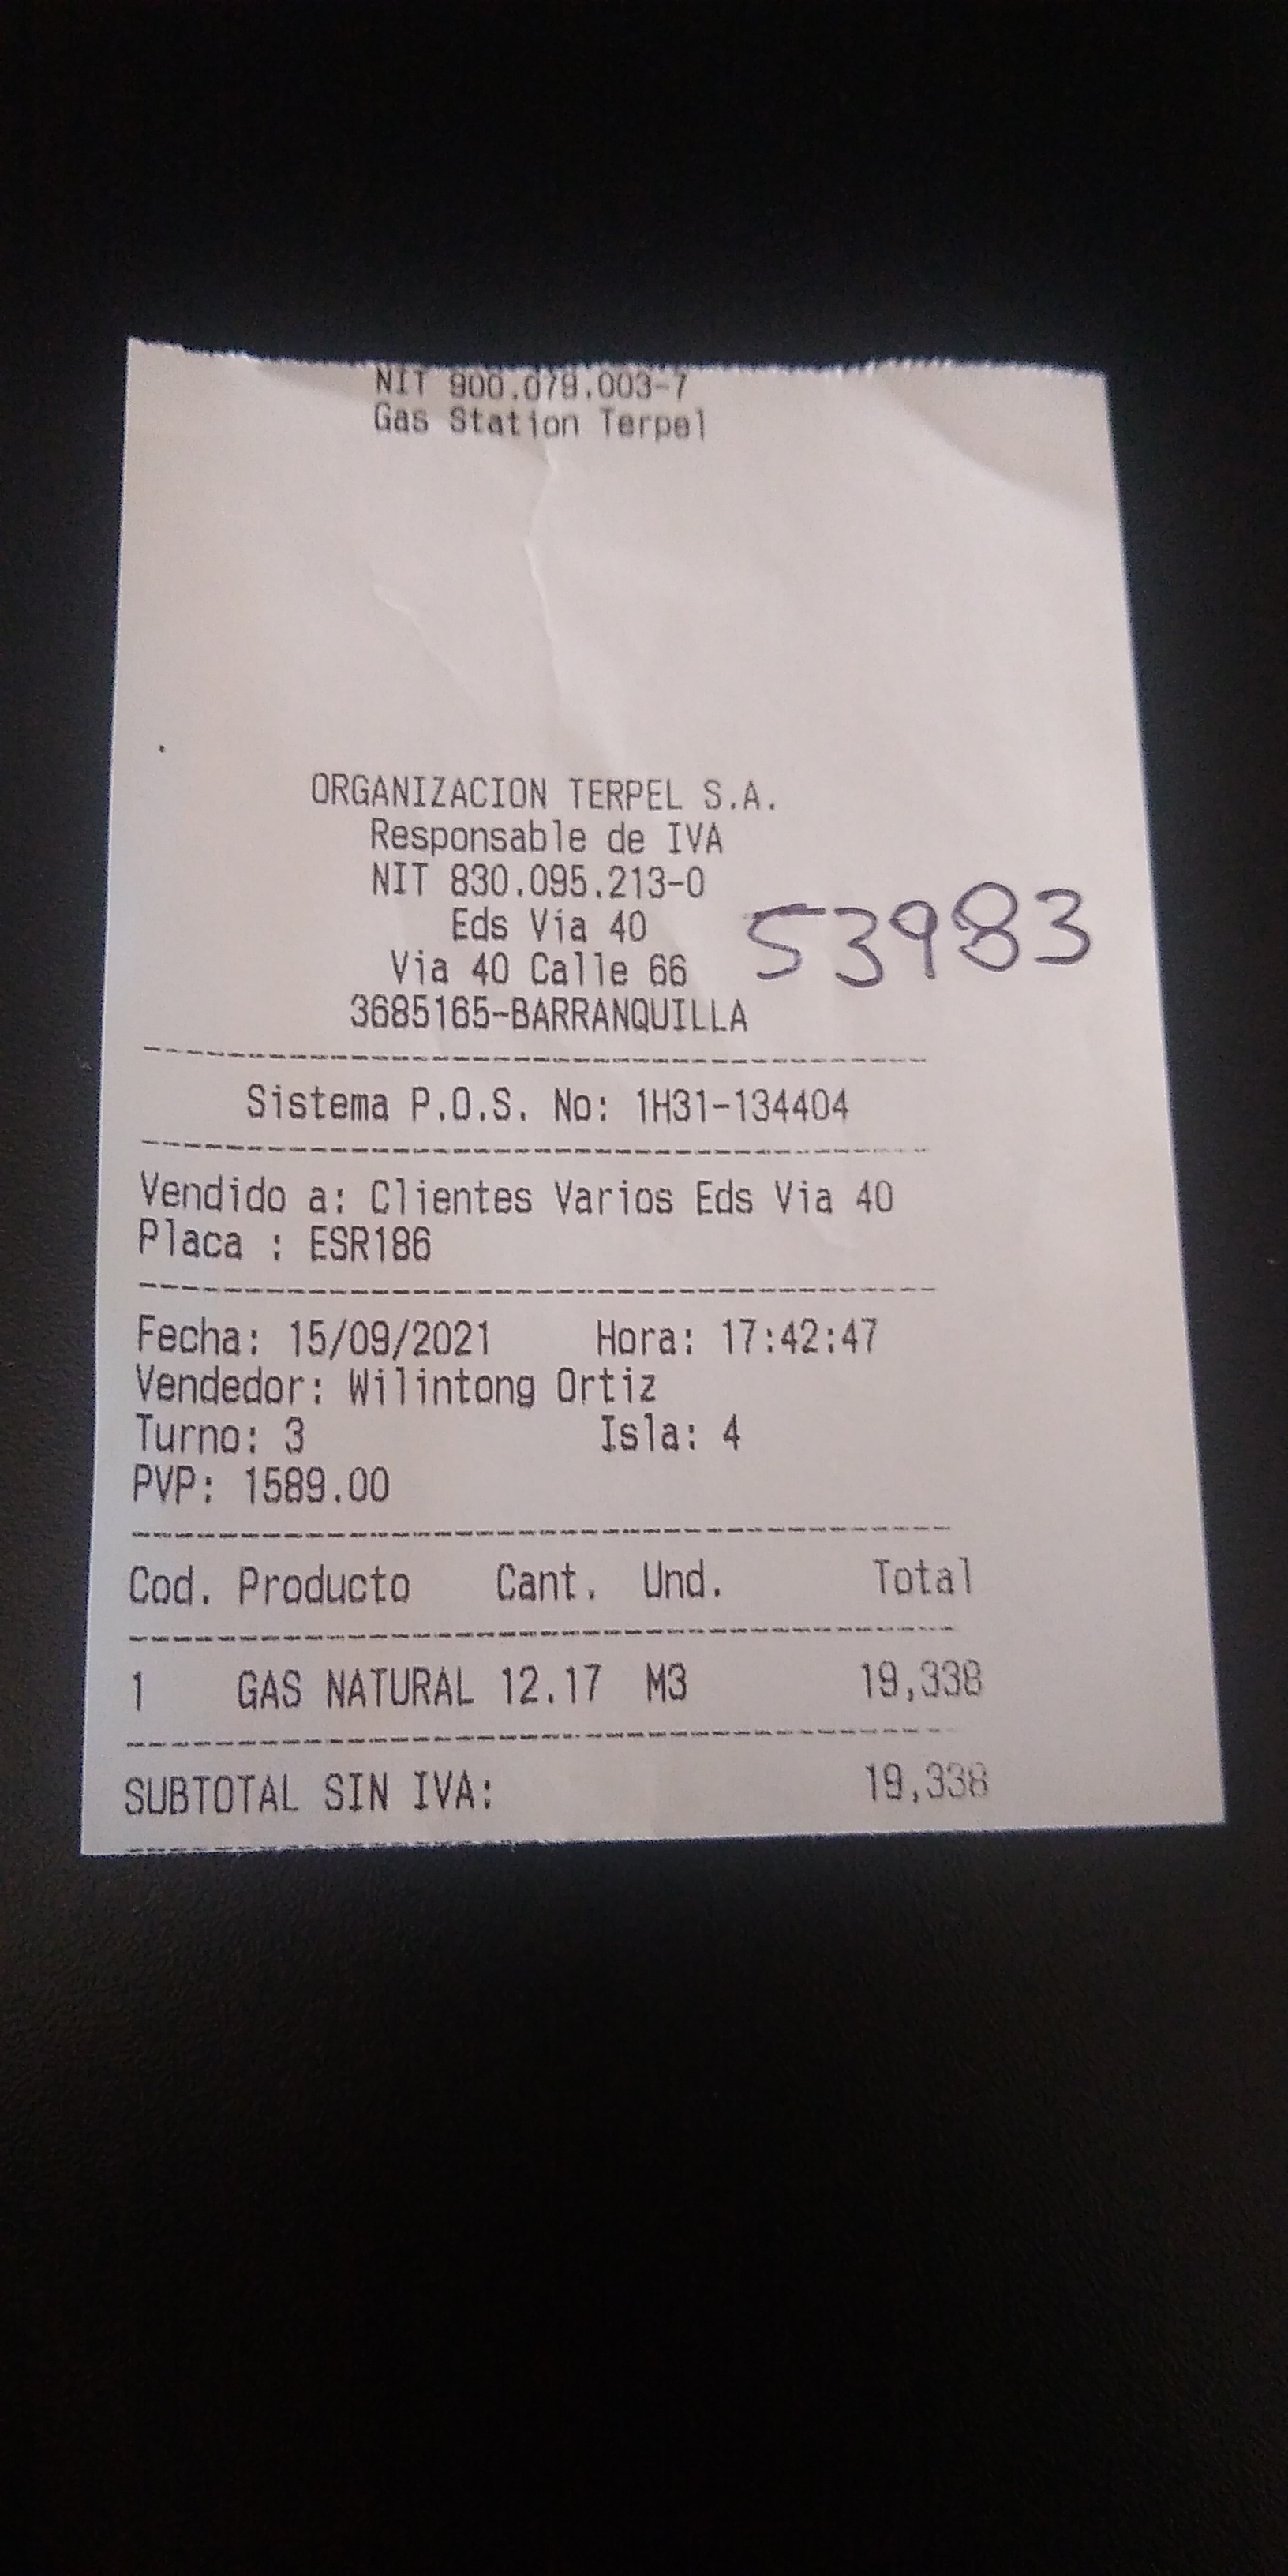 NIT 900.079.003-7
Gas Station Terpel
ORGANIZACION TERPEL S.A.
Responsable de IVA
NIT 830.095.213-0
Eds Via 40
53983
Via 40 Calle 66
3685165-BARRANQUILLA
Sistema P.O.S. No: 1H31-134404
Vendido a: Clientes Varios Eds Via 40
Placa : ESR186
Fecha: 15/09/2021 Hora: 17:42:47
Vendedor: Wilintong Ortiz
Turno: 3 Isla: 4
PVP: 1589.00
Cod. Producto Cant. Und. Total
1 GAS NATURAL 12.17 M3 19,338
SUBTOTAL SIN IVA: 19,338